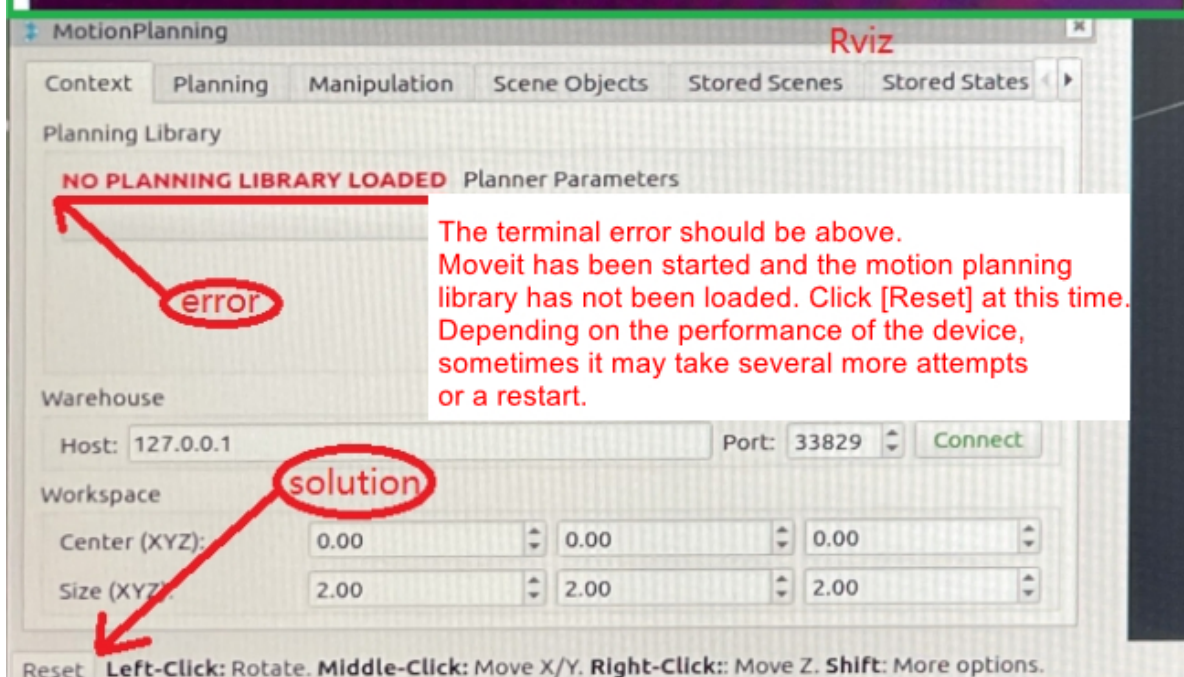 MotionPlanning
Rviz
Context Planning Manipulation Scene Objects Stored Scenes Stored States
Planning Library
NO PLANNING LIBRARY LOADED Planner Parameters
The terminal error should be above.
Moveit has been started and the motion planning
library has not been loaded. Click [Reset] at this time.
Depending on the performance of the device,
sometimes it may take several more attempts
or a restart.
error
Warehouse
Host: 127.0.0.1 Port: 33829 Connect
solution
Workspace
Center (XYZ): 0.00 0.00 0.00
Size (XYZ): 2.00 2.00 2.00
Reset Left-Click: Rotate. Middle-Click: Move X/Y. Right-Click:: Move Z. Shift: More options.